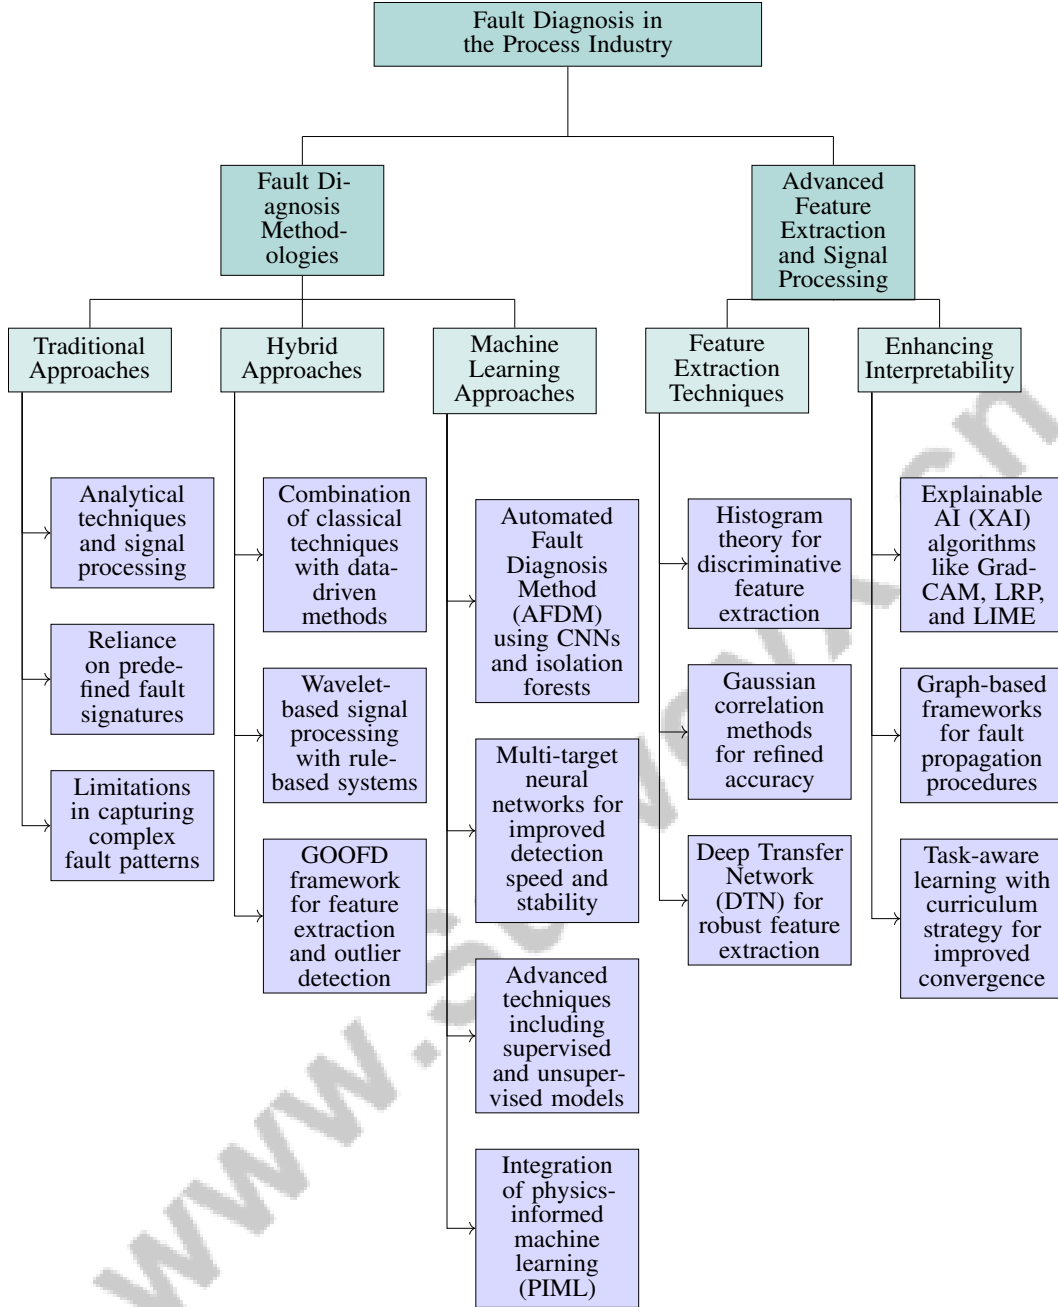 Fault Diagnosis in
the Process Industry
Fault Di-
agnosis
Method-
ologies
Advanced
Feature
Extraction
and Signal
Processing
Traditional
Approaches
Hybrid
Approaches
Machine
Learning
Approaches
Feature
Extraction
Techniques
Enhancing
Interpretability
Analytical
techniques
and signal
processing
Reliance
on prede-
fined fault
signatures
Limitations
in capturing
complex
fault patterns
Combination
of classical
techniques
with data-
driven
methods
Wavelet-
based signal
processing
with rule-
based systems
GOOFD
framework
for feature
extraction
and outlier
detection
Automated
Fault
Diagnosis
Method
(AFDM)
using CNNs
and isolation
forests
Multi-target
neural
networks for
improved
detection
speed and
stability
Advanced
techniques
including
supervised
and unsuper-
vised models
Integration
of physics-
informed
machine
learning
(PIML)
Histogram
theory for
discriminative
feature
extraction
Gaussian
correlation
methods
for refined
accuracy
Deep Transfer
Network
(DTN) for
robust feature
extraction
Explainable
AI (XAI)
algorithms
like Grad-
CAM, LRP,
and LIME
Graph-based
frameworks
for fault
propagation
procedures
Task-aware
learning with
curriculum
strategy for
improved
convergence